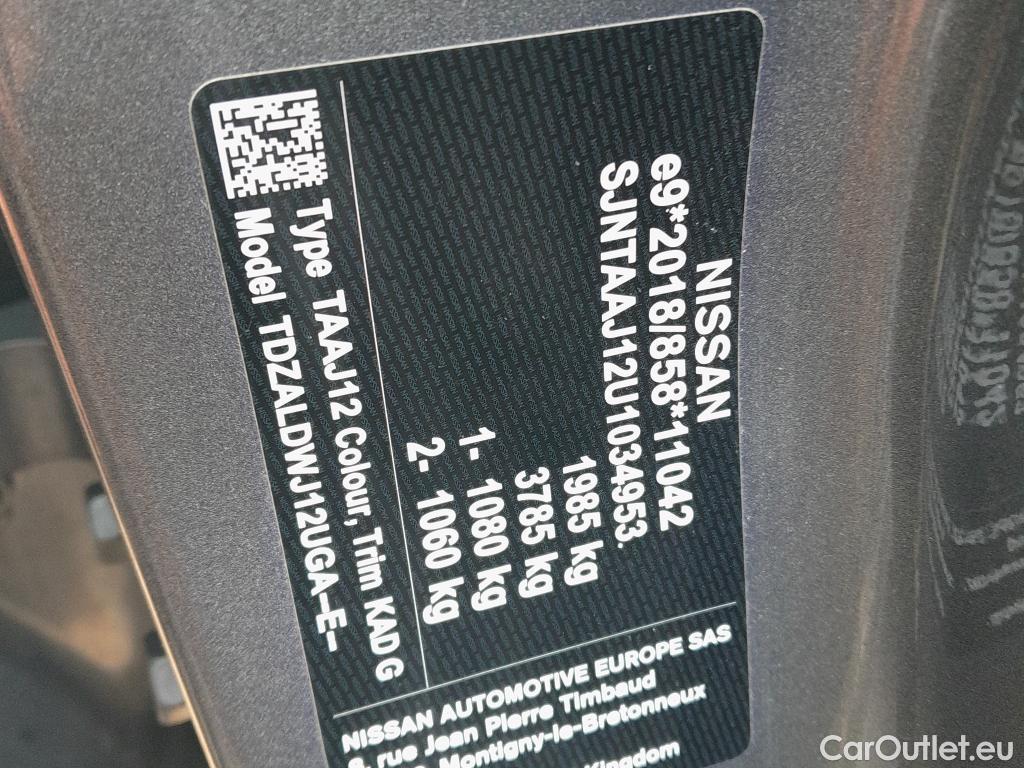 NISSAN
e9*2018/858*11042
SJNTAAJ12U1034953.
1985 kg
3785 kg
1- 1080 kg
2- 1060 kg
Type TAAJ12 Colour, Trim KAD G
Model TDZALDWJ12UGA-E-
NISSAN AUTOMOTIVE EUROPE SAS
8, rue Jean Pierre Timbaud
Montigny-le-Bretonneux
Kingdom
CarOutlet.eu